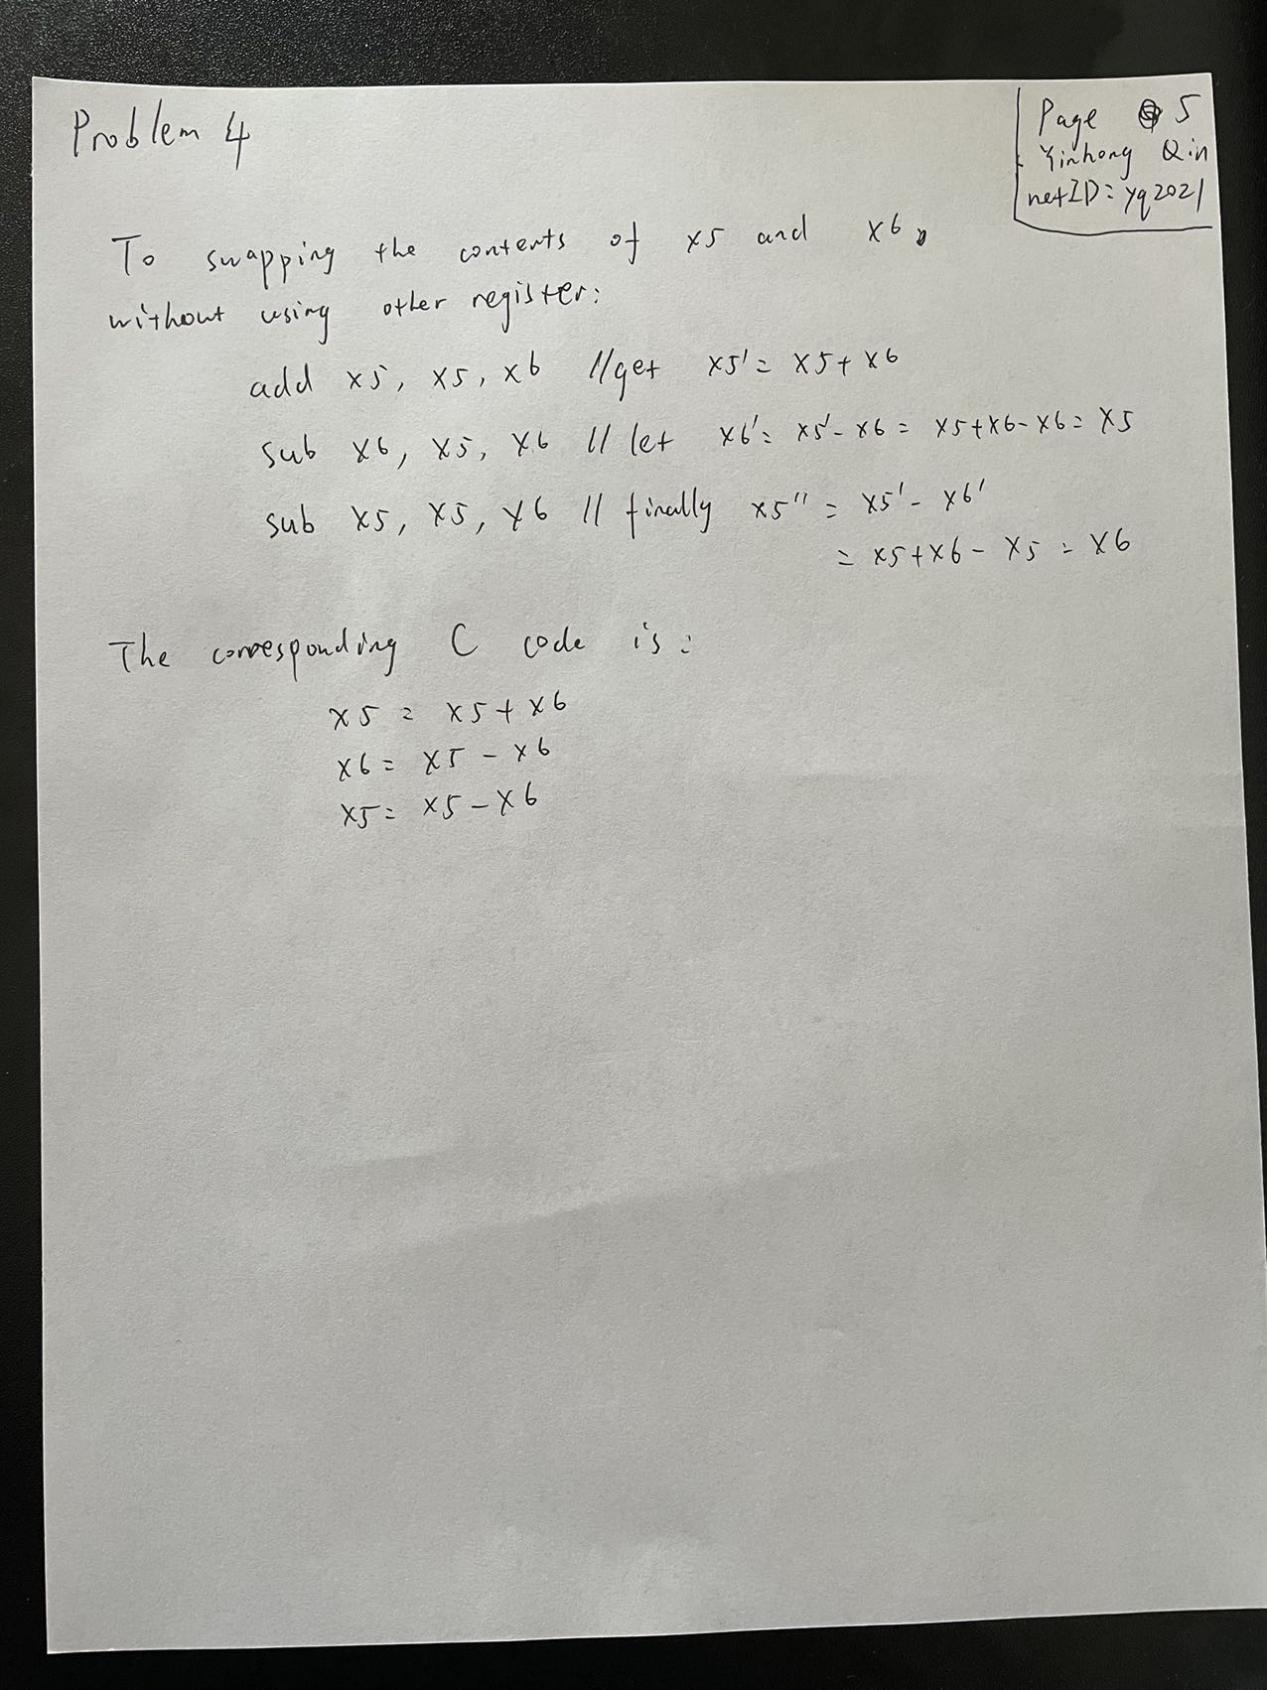 Problem 4
Page 5
Yinhong Qin
netID: yq2021
To swapping the contents of x5 and x6,
without using other register:
add x5, x5, x6 //get x5' = x5 + x6
sub x6, x5, x6 // let x6' = x5' - x6 = x5+x6-x6 = x5
sub x5, x5, x6 // finally x5'' = x5' - x6'
= x5+x6 - x5 = x6
The corresponding C code is:
x5 = x5 + x6
x6 = x5 - x6
x5 = x5 - x6